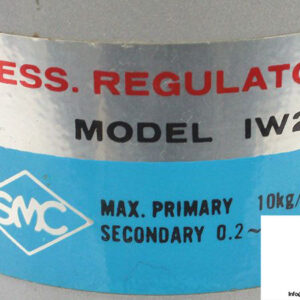 ESS. REGULATO
MODEL IW2
SMC
MAX. PRIMARY 10kg/
SECONDARY 0.2~